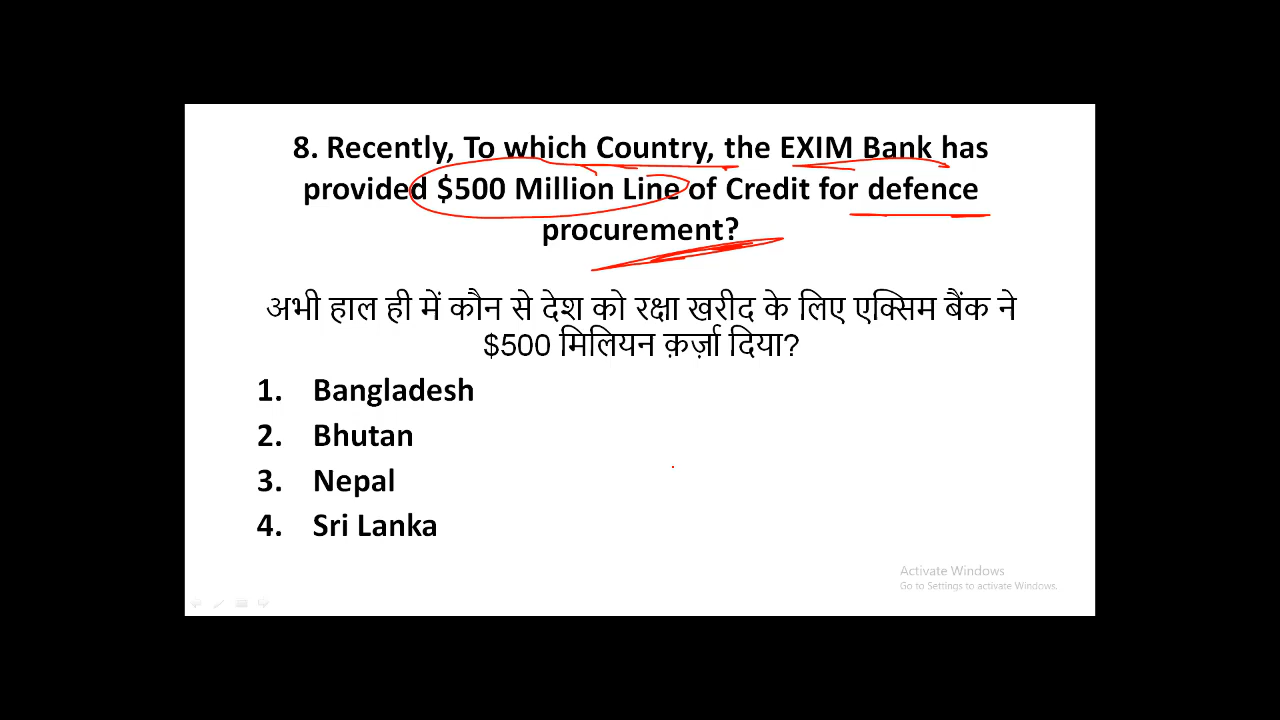 8. Recently, To which Country, the EXIM Bank has
provided $500 Million Line of Credit for defence
procurement?
अभी हाल ही में कौन से देश को रक्षा खरीद के लिए एक्सिम बैंक ने
$500 मिलियन क़र्ज़ा दिया?
1. Bangladesh
2. Bhutan
3. Nepal
4. Sri Lanka
Activate Windows
Go to Settings to activate Windows.